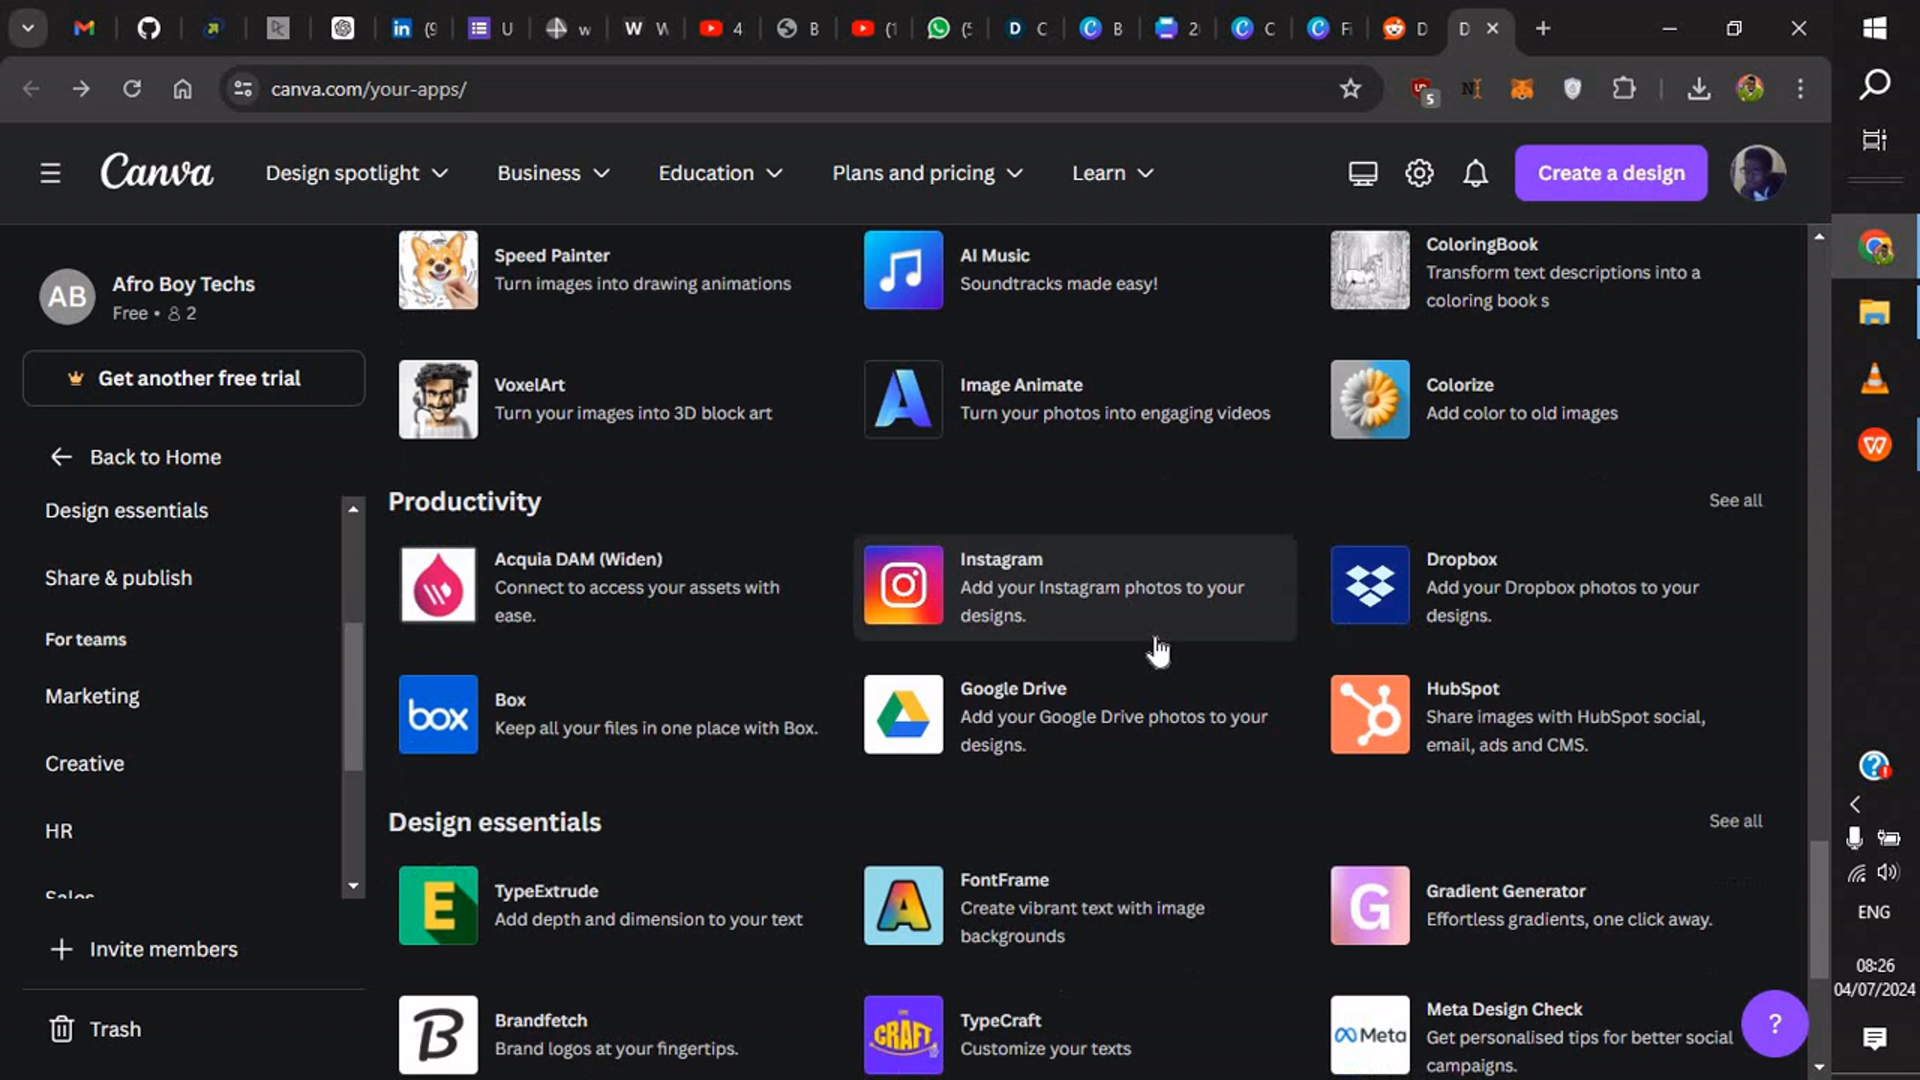 (9
U
w
W
4
B
(1
(5
C
B
2
C
Fi
D
D
canva.com/your-apps/
5
Canva
Design spotlight
Business
Education
Plans and pricing
Learn
Create a design
AB
Afro Boy Techs
Free • 2
Get another free trial
Back to Home
Design essentials
Share & publish
For teams
Marketing
Creative
HR
Sales
Invite members
Trash
Speed Painter
Turn images into drawing animations
AI Music
Soundtracks made easy!
ColoringBook
Transform text descriptions into a
coloring book s
VoxelArt
Turn your images into 3D block art
Image Animate
Turn your photos into engaging videos
Colorize
Add color to old images
Productivity
See all
Acquia DAM (Widen)
Connect to access your assets with
ease.
Instagram
Add your Instagram photos to your
designs.
Dropbox
Add your Dropbox photos to your
designs.
box
Box
Keep all your files in one place with Box.
Google Drive
Add your Google Drive photos to your
designs.
HubSpot
Share images with HubSpot social,
email, ads and CMS.
Design essentials
See all
E
TypeExtrude
Add depth and dimension to your text
A
FontFrame
Create vibrant text with image
backgrounds
G
Gradient Generator
Effortless gradients, one click away.
B
Brandfetch
Brand logos at your fingertips.
CRAFT
TypeCraft
Customize your texts
Meta
Meta Design Check
Get personalised tips for better social
campaigns.
?
ENG
08:26
04/07/2024